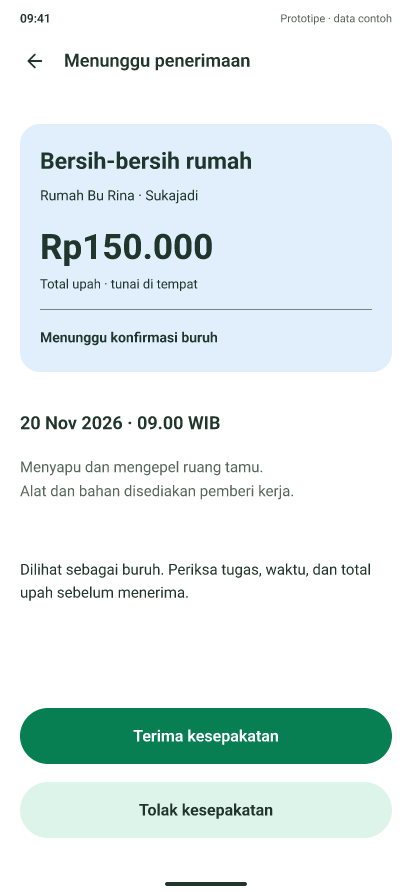 09:41
Prototipe · data contoh
Menunggu penerimaan
Bersih-bersih rumah
Rumah Bu Rina · Sukajadi
Rp150.000
Total upah · tunai di tempat
Menunggu konfirmasi buruh
20 Nov 2026 · 09.00 WIB
Menyapu dan mengepel ruang tamu.
Alat dan bahan disediakan pemberi kerja.
Dilihat sebagai buruh. Periksa tugas, waktu, dan total
upah sebelum menerima.
Terima kesepakatan
Tolak kesepakatan